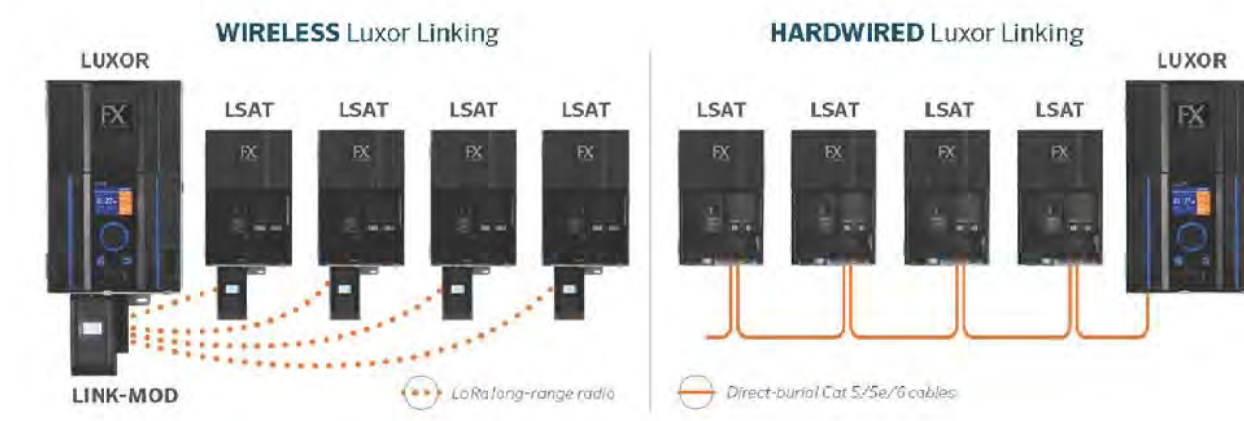 WIRELESS Luxor Linking
LUXOR
LSAT
LSAT
LSAT
LSAT
FX
FX
FX
FX
FX
LINK-MOD
LoRa long-range radio
HARDWIRED Luxor Linking
LUXOR
LSAT
LSAT
LSAT
LSAT
FX
FX
FX
FX
FX
Direct-burial Cat 5/5e/6 cables